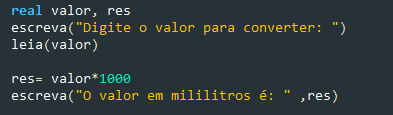 real valor, res
escreva("Digite o valor para converter: ")
leia(valor)
res= valor*1000
escreva("O valor em mililitros é: " ,res)